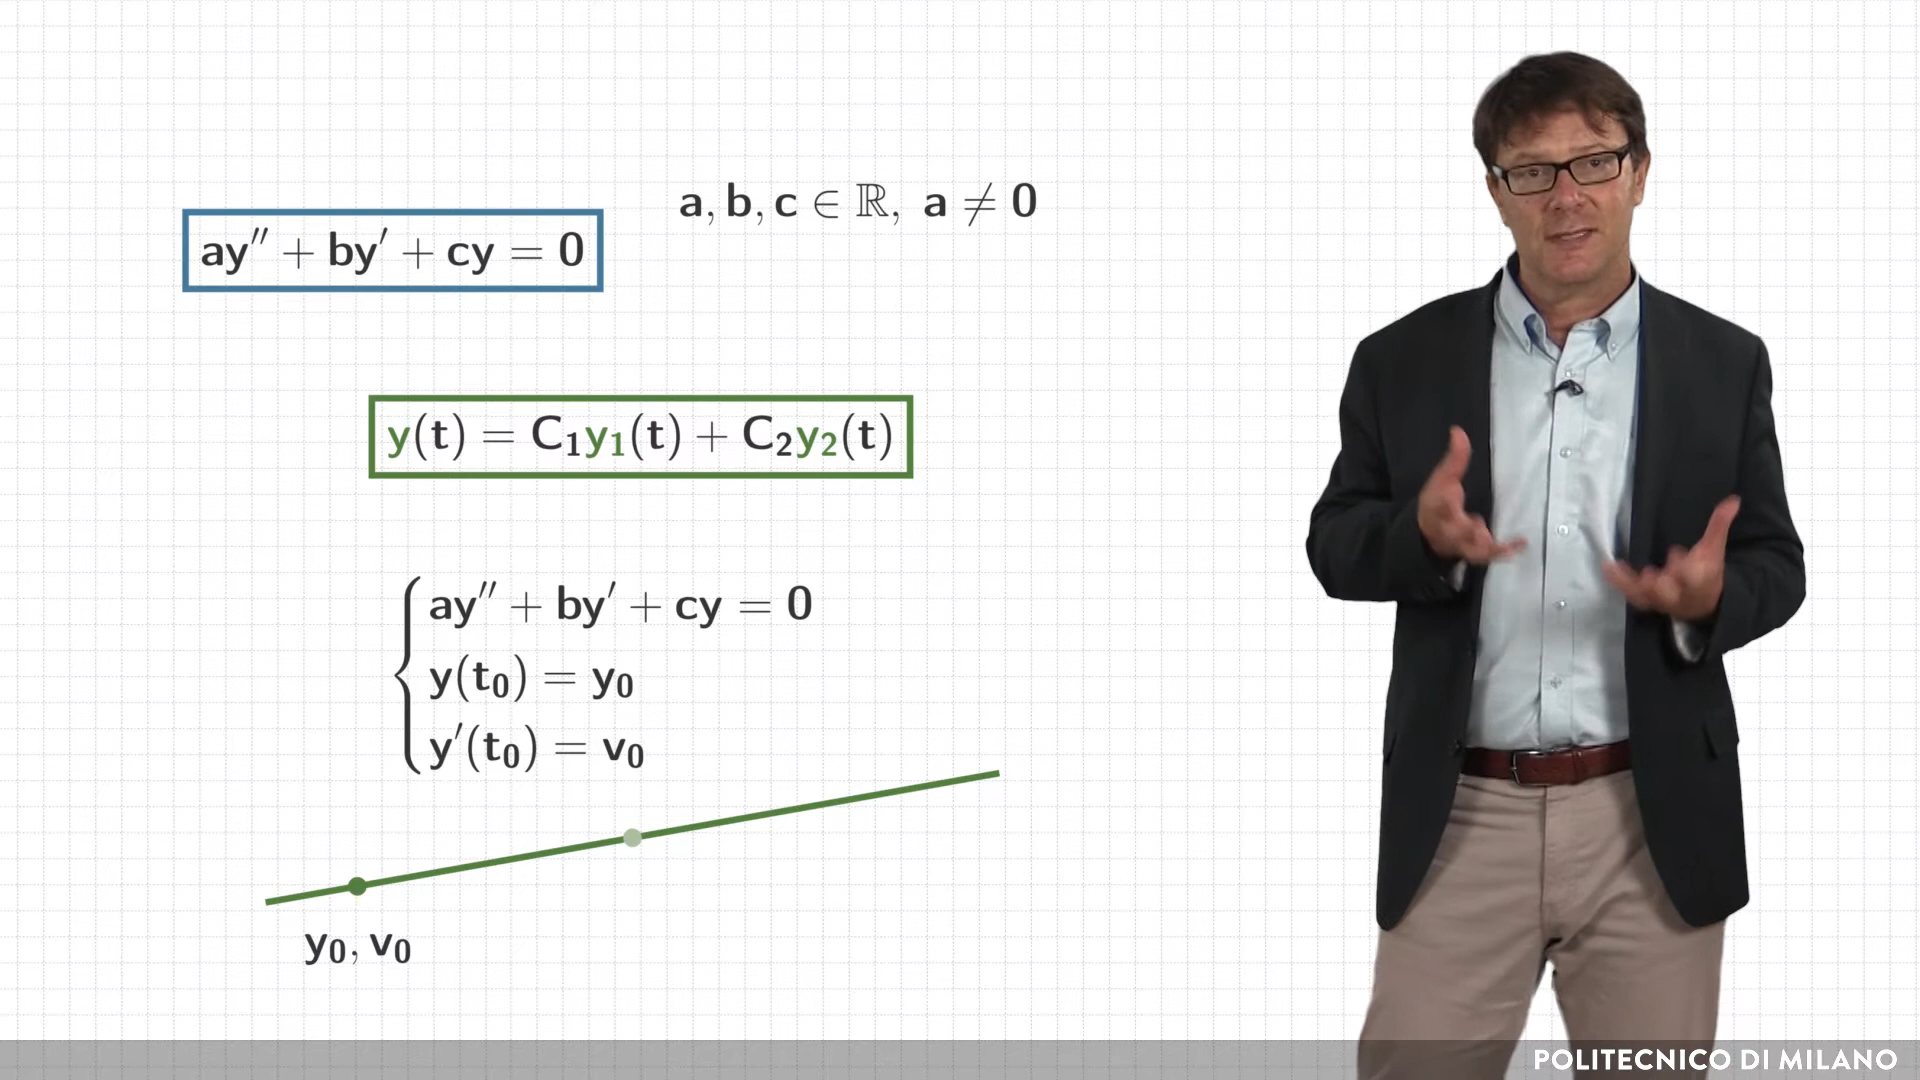 a, b, c ∈ ℝ, a ≠ 0
ay″ + by′ + cy = 0
y(t) = C₁y₁(t) + C₂y₂(t)
ay″ + by′ + cy = 0
y(t₀) = y₀
y′(t₀) = v₀
y₀, v₀
POLITECNICO DI MILANO